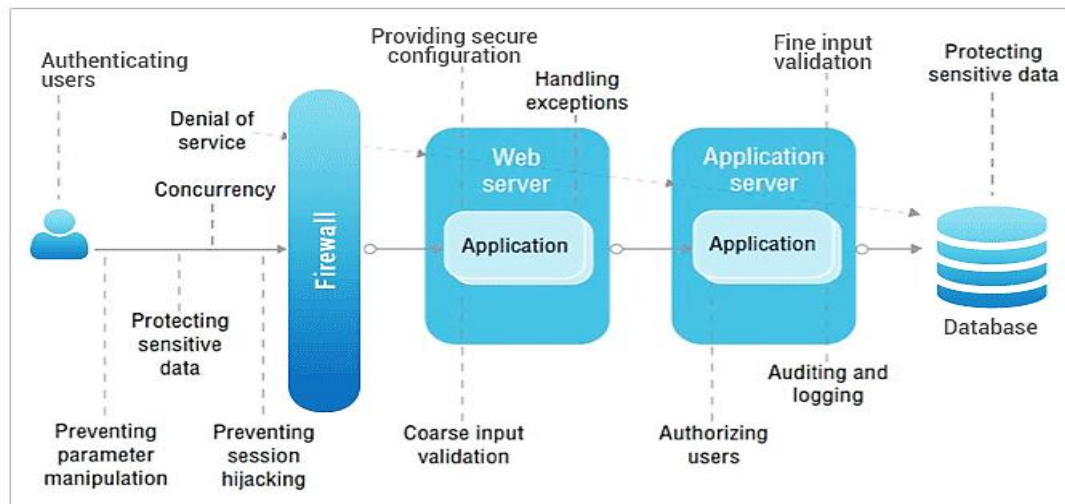 Authenticating
users
Providing secure
configuration
Fine input
validation
Protecting
sensitive data
Handling
exceptions
Denial of
service
Concurrency
Firewall
Web
server
Application
Application
server
Application
Database
Protecting
sensitive
data
Preventing
parameter
manipulation
Preventing
session
hijacking
Coarse input
validation
Authorizing
users
Auditing and
logging